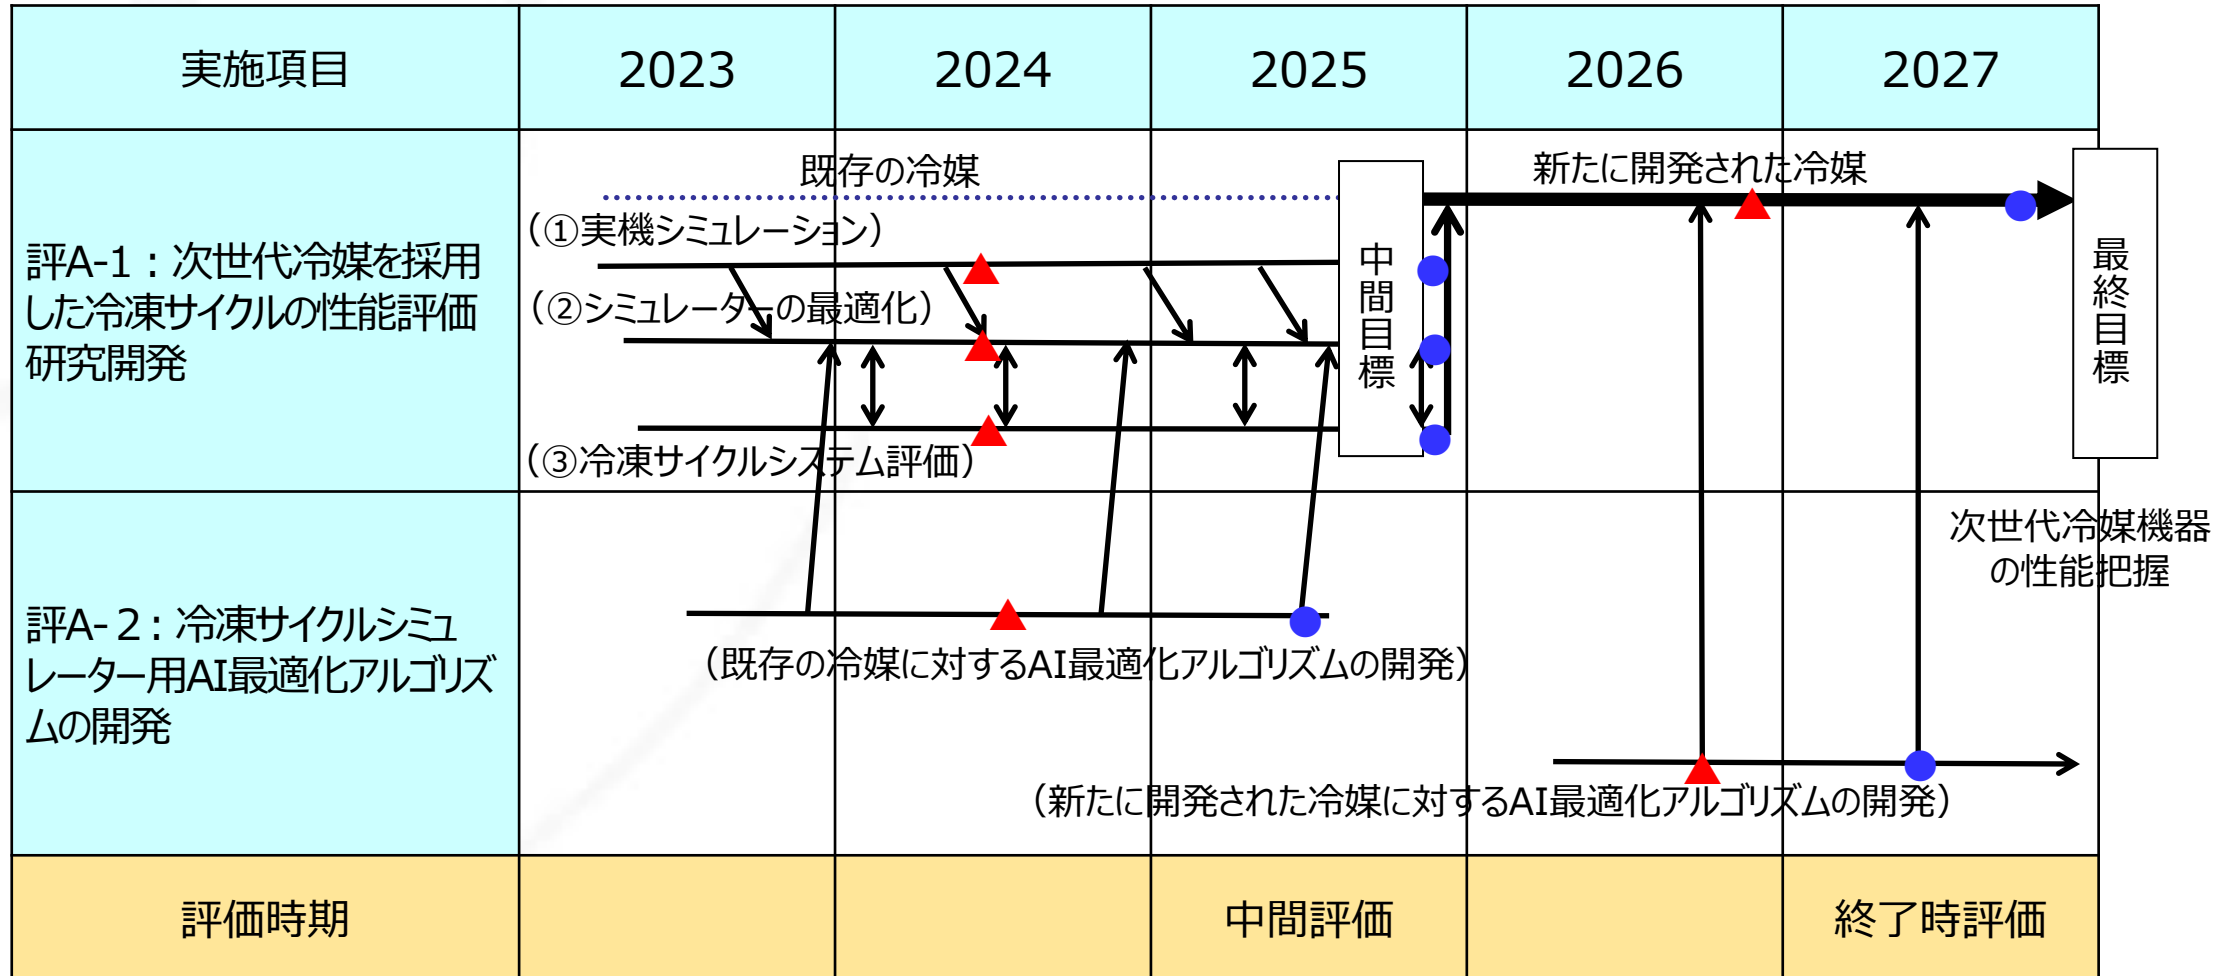 実施項目
2023
2024
2025
2026
2027
評A-1：次世代冷媒を採用
した冷凍サイクルの性能評価
研究開発
既存の冷媒
（①実機シミュレーション）
（②シミュレーターの最適化）
（③冷凍サイクルシステム評価）
中間目標
新たに開発された冷媒
最終目標
次世代冷媒機器
の性能把握
評A-２：冷凍サイクルシミュ
レーター用AI最適化アルゴリズ
ムの開発
（既存の冷媒に対するAI最適化アルゴリズムの開発）
（新たに開発された冷媒に対するAI最適化アルゴリズムの開発）
評価時期
中間評価
終了時評価